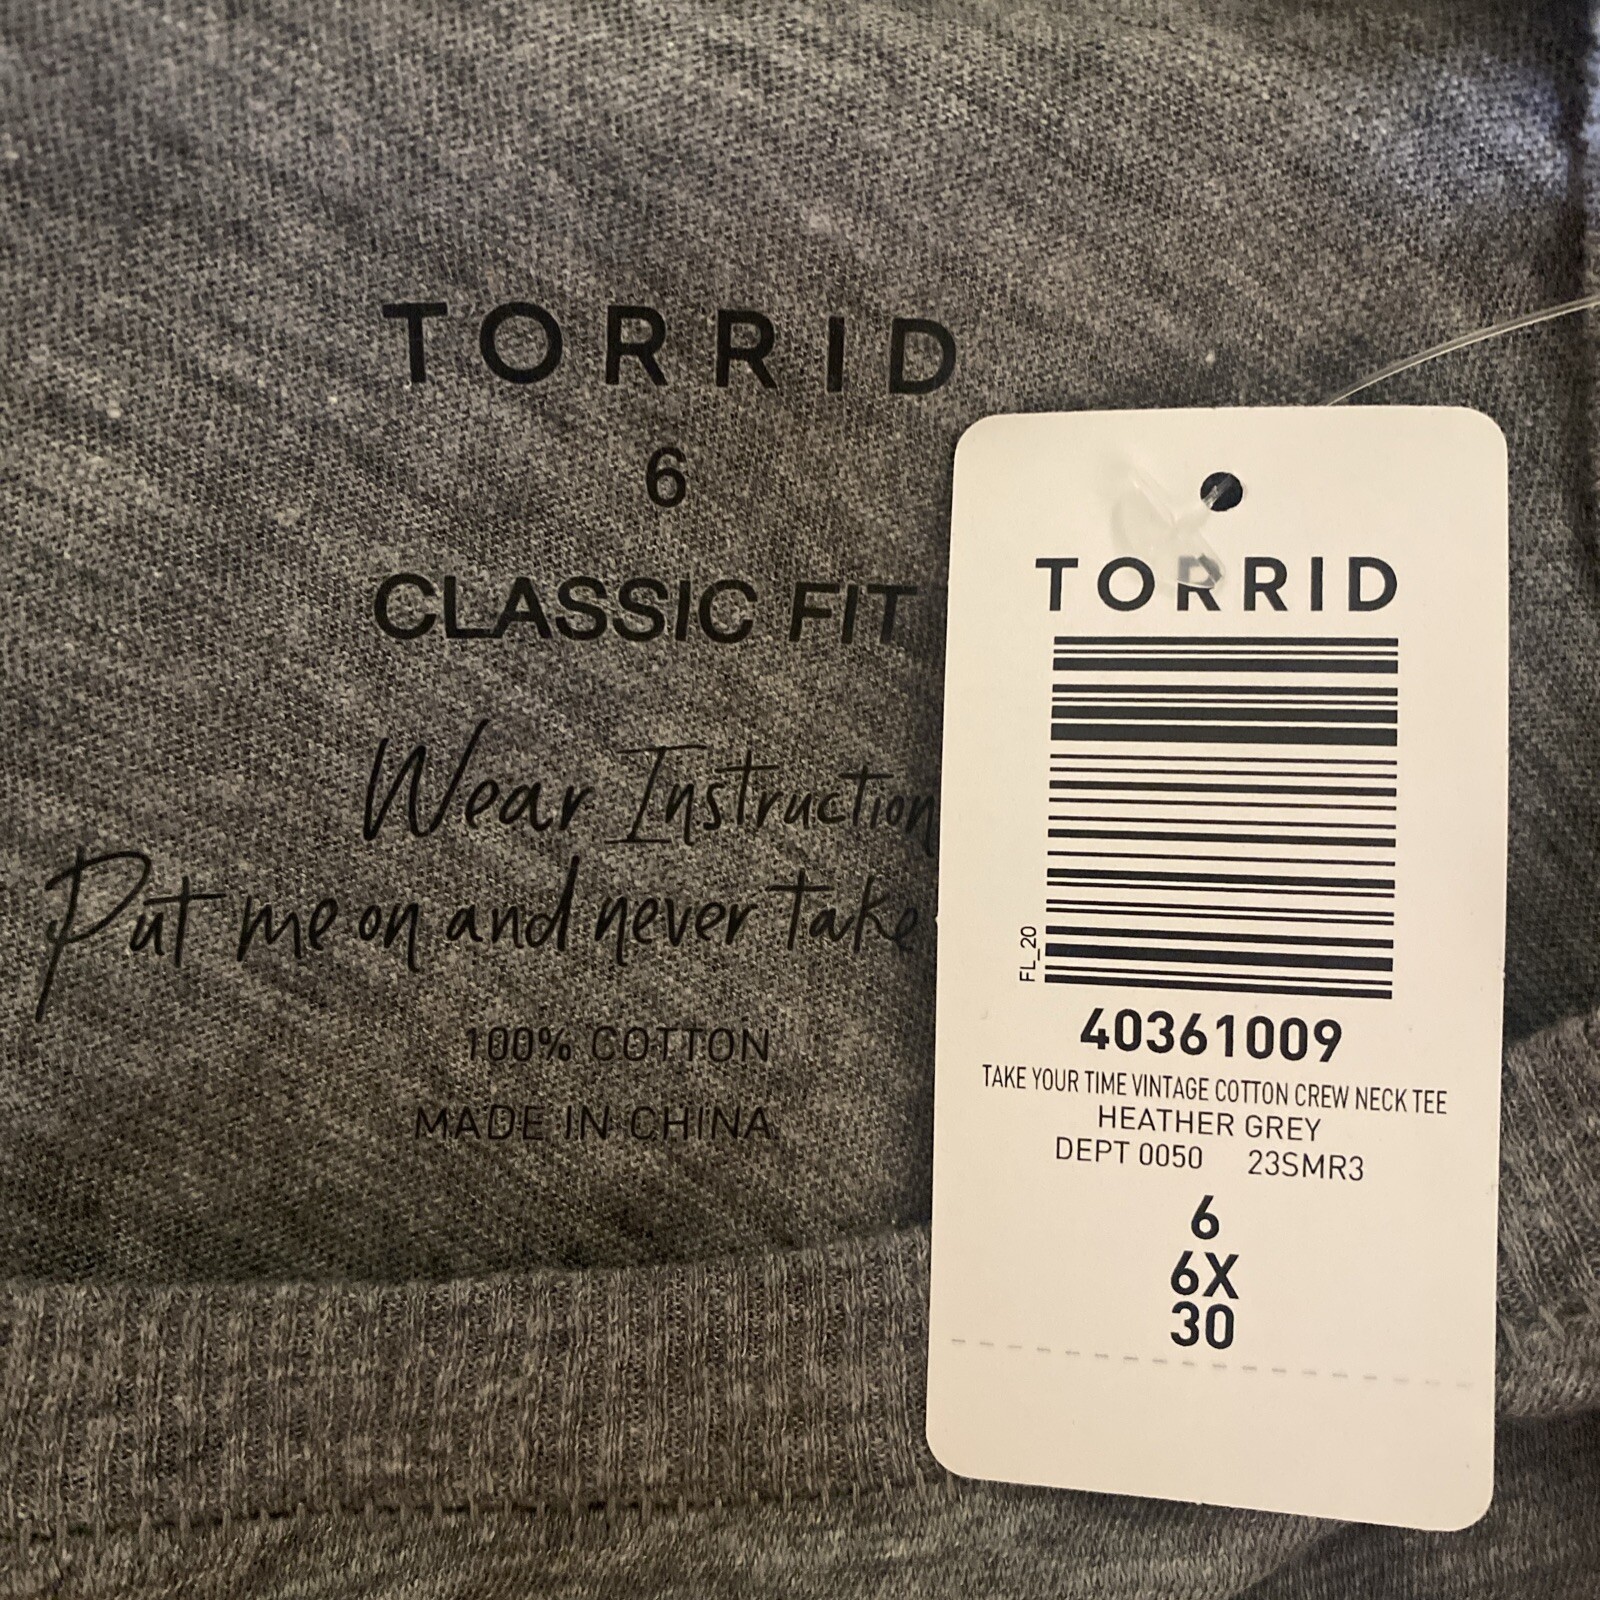 TORRID
6
CLASSIC FIT
Wear Instruction
Put me on and never take
100% COTTON
MADE IN CHINA
TORRID
FL_20
40361009
TAKE YOUR TIME VINTAGE COTTON CREW NECK TEE
HEATHER GREY
DEPT 0050 23SMR3
6
6X
30